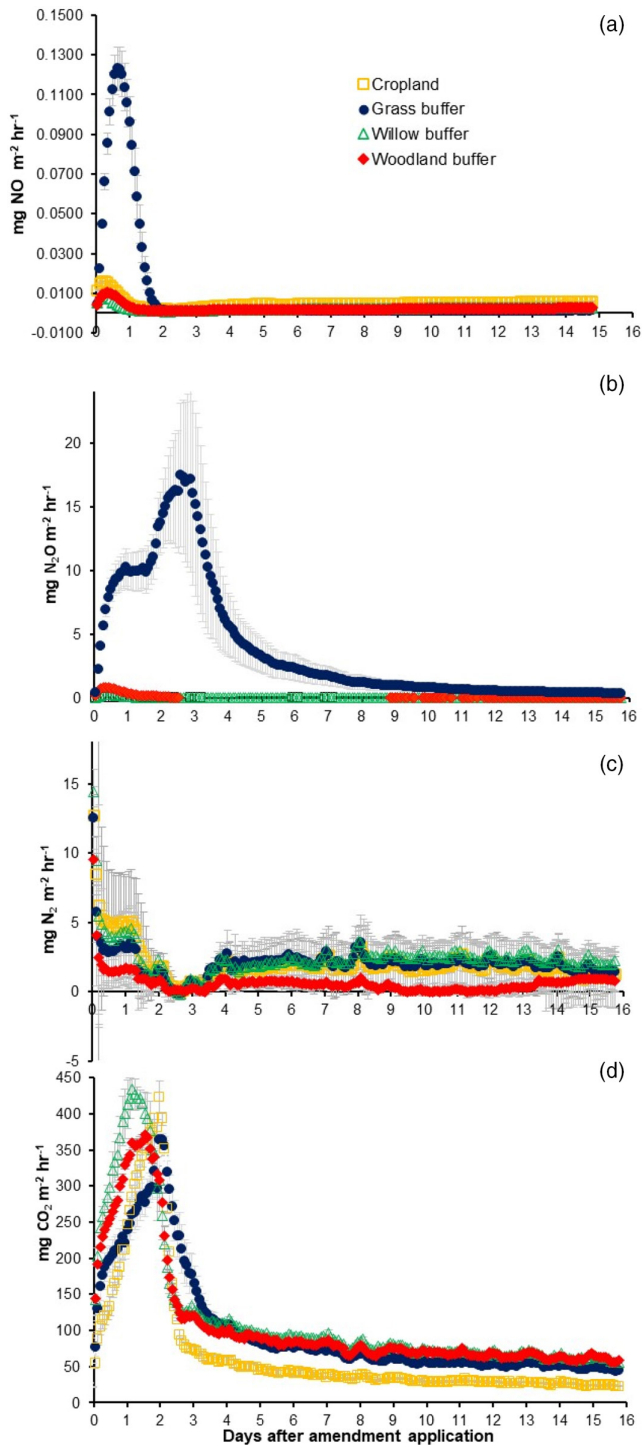 (a)
mg NO m-2 hr-1
0.1500
0.1300
0.1100
0.0900
0.0700
0.0500
0.0300
0.0100
-0.0100
Cropland
Grass buffer
Willow buffer
Woodland buffer
0 1 2 3 4 5 6 7 8 9 10 11 12 13 14 15 16
(b)
mg N2O m-2 hr-1
20
15
10
5
0
0 1 2 3 4 5 6 7 8 9 10 11 12 13 14 15 16
(c)
mg N2 m-2 hr-1
15
10
5
0
-5
0 1 2 3 4 5 6 7 8 9 10 11 12 13 14 15 16
(d)
mg CO2 m-2 hr-1
450
400
350
300
250
200
150
100
50
0
0 1 2 3 4 5 6 7 8 9 10 11 12 13 14 15 16
Days after amendment application